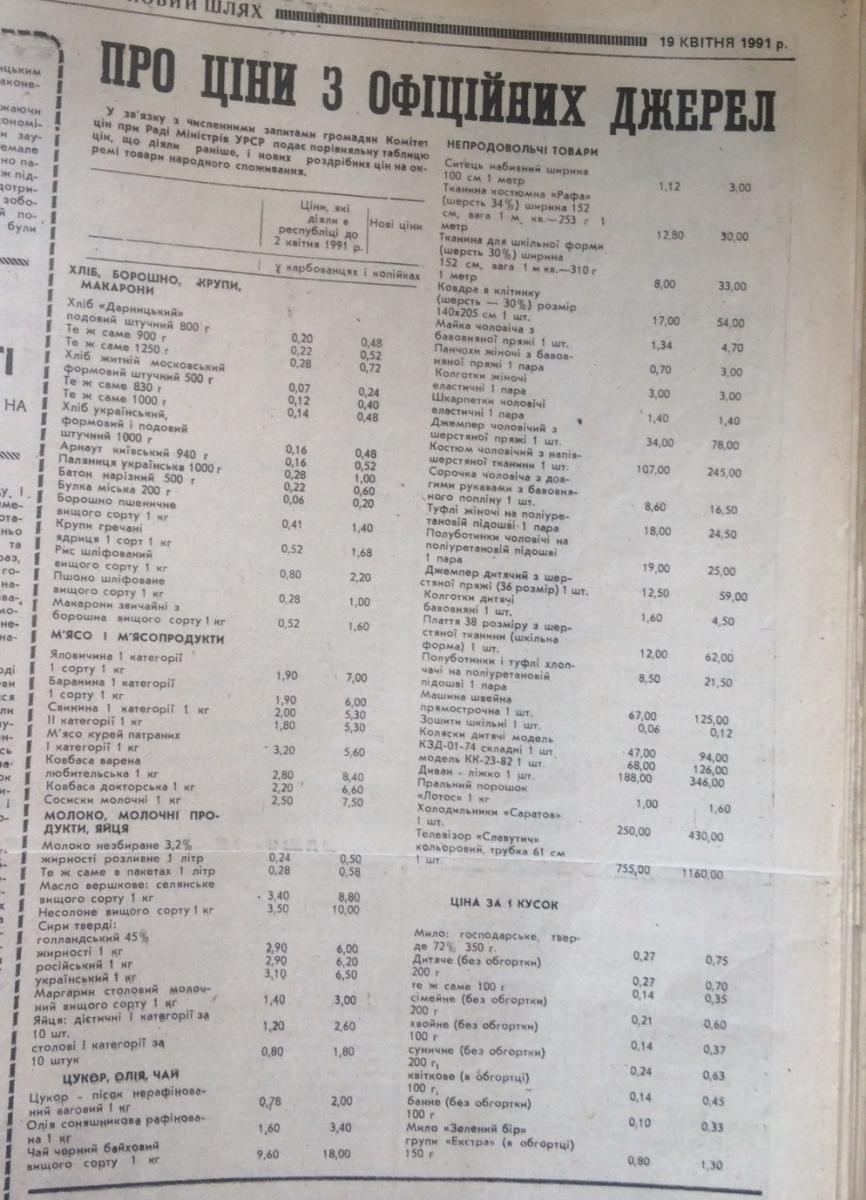 НОВИЙ ШЛЯХ
19 КВІТНЯ 1991 р.
ПРО ЦІНИ З ОФІЦІЙНИХ ДЖЕРЕЛ
У зв'язку з численними запитами громадян Комітет
цін при Раді Міністрів УРСР подає порівняльну таблицю
цін, що діяли раніше, і нових роздрібних цін на ок-
ремі товари народного споживання.
Ціни, які
діяли в
республіці до
2 квітня 1991 р.
Нові ціни
у карбованцях і копійках
ХЛІБ, БОРОШНО, КРУПИ,
МАКАРОНИ
Хліб «Дарницький»
подовий штучний 800 г 0,20 0,48
Те ж саме 900 г 0,22 0,52
Те ж саме 1250 г 0,28 0,72
Хліб житній московський
формовий штучний 500 г 0,07 0,24
Те ж саме 830 г 0,12 0,40
Те ж саме 1000 г 0,14 0,48
Хліб український,
формовий і подовий
штучний 1000 г 0,16 0,48
Арнаут київський 940 г 0,16 0,52
Паляниця українська 1000 г 0,28 1,00
Батон нарізний 500 г 0,22 0,60
Булка міська 200 г 0,06 0,20
Борошно пшеничне
вищого сорту 1 кг 0,41 1,40
Крупи гречані
ядриця 1 сорт 1 кг 0,52 1,68
Рис шліфований
вищого сорту 1 кг 0,80 2,20
Пшоно шліфоване
вищого сорту 1 кг 0,28 1,00
Макарони звичайні з
борошна вищого сорту 1 кг 0,52 1,60
М'ЯСО І М'ЯСОПРОДУКТИ
Яловичина 1 категорії
1 сорту 1 кг 1,90 7,00
Баранина 1 категорії
1 сорту 1 кг 1,90 6,00
Свинина 1 категорії 1 кг 2,00 5,30
II категорії 1 кг 1,80 5,30
М'ясо курей патраних
I категорії 1 кг 3,20 5,60
Ковбаса варена
любительська 1 кг 2,80 8,40
Ковбаса докторська 1 кг 2,20 6,60
Сосиски молочні 1 кг 2,50 7,50
МОЛОКО, МОЛОЧНІ ПРО-
ДУКТИ, ЯЙЦЯ
Молоко незбиране 3,2%
жирності розливне 1 літр 0,24 0,50
Те ж саме в пакетах 1 літр 0,28 0,58
Масло вершкове: селянське
вищого сорту 1 кг 3,40 8,80
Несолоне вищого сорту 1 кг 3,50 10,00
Сири тверді:
голландський 45%
жирності 1 кг 2,90 6,00
російський 1 кг 2,90 6,20
український 1 кг 3,10 6,50
Маргарин столовий молоч-
ний вищого сорту 1 кг 1,40 3,00
Яйця: дієтичні I категорії за
10 шт. 1,20 2,60
столові I категорії за
10 штук 0,80 1,80
ЦУКОР, ОЛІЯ, ЧАЙ
Цукор - пісок нерафінова-
ний ваговий 1 кг 0,78 2,00
Олія соняшникова рафінова-
на 1 кг 1,60 3,40
Чай чорний байховий
вищого сорту 1 кг 9,60 18,00
НЕПРОДОВОЛЬЧІ ТОВАРИ
Ситець набивний ширина
100 см 1 метр 1,12 3,00
Тканина костюмна «Рафа»
(шерсть 34%) ширина 152
см, вага 1 м. кв.—253 г 1
метр 12,80 30,00
Тканина для шкільної форми
(шерсть 30%) ширина
152 см, вага 1 м кв.—310 г
1 метр 8,00 33,00
Ковдра в клітинку
(шерсть — 30%) розмір
140х205 см 1 шт. 17,00 54,00
Майка чоловіча з
бавовняної пряжі 1 шт. 1,34 4,70
Панчохи жіночі з бавов-
няної пряжі 1 пара 0,70 3,00
Колготки жіночі
еластичні 1 пара 3,00 3,00
Шкарпетки чоловічі
еластичні 1 пара 1,40 1,40
Джемпер чоловічий з
шерстяної пряжі 1 шт. 34,00 78,00
Костюм чоловічий з напів-
шерстяної тканини 1 шт. 107,00 245,00
Сорочка чоловіча з дов-
гими рукавами з бавовня-
ного попліну 1 шт. 8,60 16,50
Туфлі жіночі на поліуре-
тановій підошві 1 пара 18,00 24,50
Полуботинки чоловічі на
поліуретановій підошві
1 пара 19,00 25,00
Джемпер дитячий з шер-
стяної пряжі (36 розмір) 1 шт. 12,50 59,00
Колготки дитячі
бавовняні 1 шт. 1,60 4,50
Плаття 38 розміру з шер-
стяної тканини (шкільна
форма) 1 шт. 12,00 62,00
Полуботинки і туфлі хлоп-
чачі на поліуретановій
підошві 1 пара 8,50 21,50
Машина швейна
прямострочна 1 шт. 67,00 125,00
Зошити шкільні 1 шт. 0,06 0,12
Коляски дитячі модель
КЗД-01-74 складні 1 шт 47,00 94,00
модель КК-23-82 1 шт. 68,00 126,00
Диван - ліжко 1 шт. 188,00 346,00
Пральний порошок
«Лотос» 1 кг 1,00 1,60
Холодильники «Саратов»
1 шт. 250,00 430,00
Телевізор «Славутич»
кольоровий, трубка 61 см
1 шт. 755,00 1160,00
ЦІНА ЗА 1 КУСОК
Мило: господарське, твер-
де 72% 350 г. 0,27 0,75
Дитяче (без обгортки)
200 г 0,27 0,70
те ж саме 100 г 0,14 0,35
сімейне (без обгортки)
200 г 0,21 0,60
хвойне (без обгортки)
100 г 0,14 0,37
суничне (без обгортки)
200 г, 0,24 0,63
квіткове (в обгортці)
100 г, 0,14 0,45
банне (без обгортки)
100 г 0,10 0,33
Мило «Зелений бір»
групи «Екстра» (в обгортці)
150 г 0,80 1,30